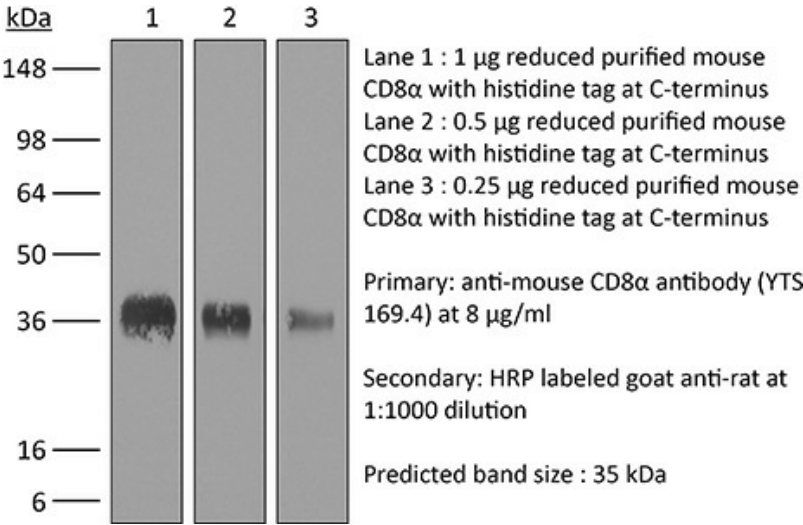 kDa 1 2 3
148
98
64
50
36
16
6
Lane 1 : 1 µg reduced purified mouse
CD8α with histidine tag at C-terminus
Lane 2 : 0.5 µg reduced purified mouse
CD8α with histidine tag at C-terminus
Lane 3 : 0.25 µg reduced purified mouse
CD8α with histidine tag at C-terminus
Primary: anti-mouse CD8α antibody (YTS
169.4) at 8 µg/ml
Secondary: HRP labeled goat anti-rat at
1:1000 dilution
Predicted band size : 35 kDa